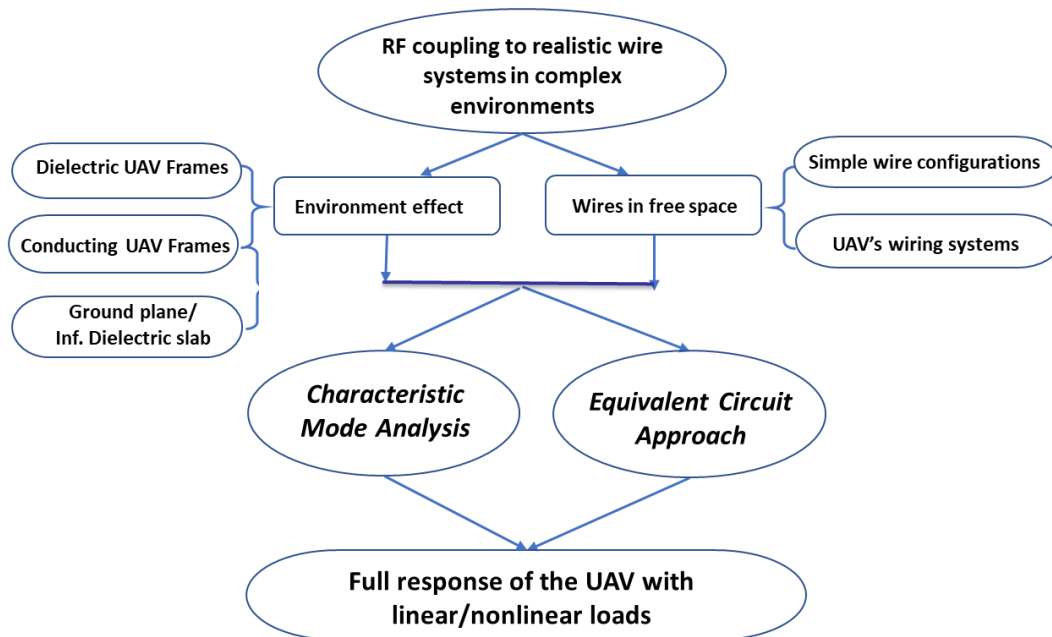 RF coupling to realistic wire
systems in complex
environments
Dielectric UAV Frames
Conducting UAV Frames
Ground plane/
Inf. Dielectric slab
Environment effect
Wires in free space
Simple wire configurations
UAV’s wiring systems
Characteristic
Mode Analysis
Equivalent Circuit
Approach
Full response of the UAV with
linear/nonlinear loads